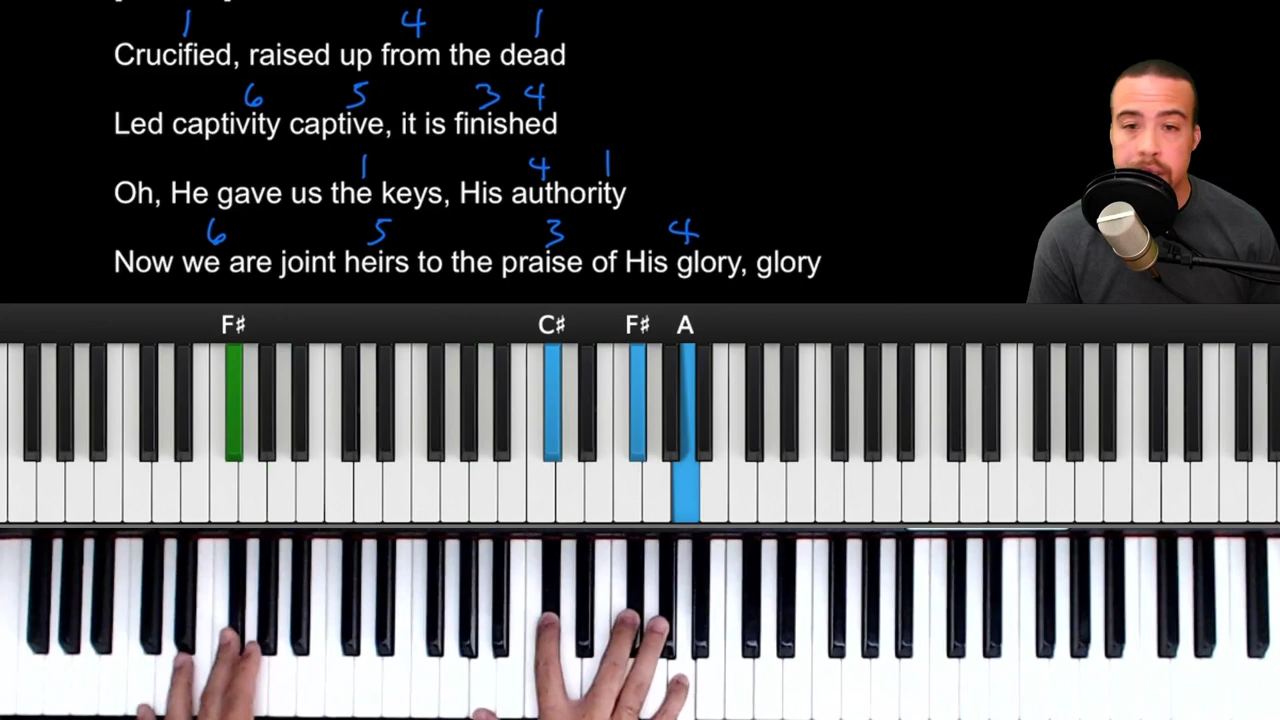 1 4 1
Crucified, raised up from the dead
6 5 3 4
Led captivity captive, it is finished
1 4 1
Oh, He gave us the keys, His authority
6 5 3 4
Now we are joint heirs to the praise of His glory, glory
F♯ C♯ F♯ A